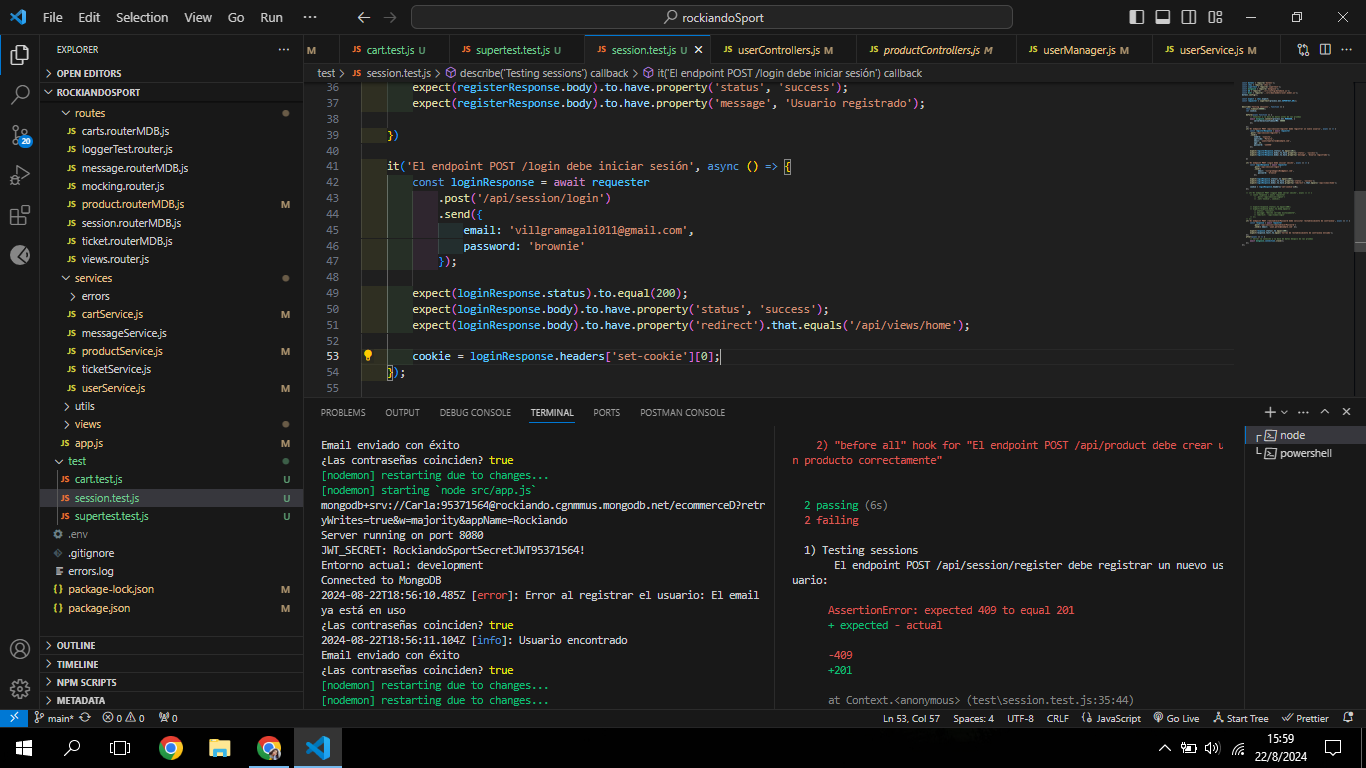 File Edit Selection View Go Run ··· rockiandoSport
EXPLORER ···
OPEN EDITORS
ROCKIANDOSPORT
routes
JS carts.routerMDB.js
JS loggerTest.router.js
JS message.routerMDB.js
JS mocking.router.js
JS product.routerMDB.js M
JS session.routerMDB.js
JS ticket.routerMDB.js
JS views.router.js
services
errors
JS cartService.js M
JS messageService.js
JS productService.js M
JS ticketService.js
JS userService.js M
utils
views
JS app.js M
test
JS cart.test.js U
JS session.test.js U
JS supertest.test.js U
.env
.gitignore
errors.log
{} package-lock.json M
{} package.json M
OUTLINE
TIMELINE
NPM SCRIPTS
METADATA
20
M JS cart.test.js U JS supertest.test.js U JS session.test.js U JS userControllers.js M JS productControllers.js M JS userManager.js M JS userService.js M ···
test > JS session.test.js > describe('Testing sessions') callback > it('El endpoint POST /login debe iniciar sesión') callback
36 expect(registerResponse.body).to.have.property('status', 'success');
37 expect(registerResponse.body).to.have.property('message', 'Usuario registrado');
38
39 })
40
41 it('El endpoint POST /login debe iniciar sesión', async () => {
42 const loginResponse = await requester
43 .post('/api/session/login')
44 .send({
45 email: 'villgramagali011@gmail.com',
46 password: 'brownie'
47 });
48
49 expect(loginResponse.status).to.equal(200);
50 expect(loginResponse.body).to.have.property('status', 'success');
51 expect(loginResponse.body).to.have.property('redirect').that.equals('/api/views/home');
52
53 cookie = loginResponse.headers['set-cookie'][0];
54 });
55
PROBLEMS OUTPUT DEBUG CONSOLE TERMINAL PORTS POSTMAN CONSOLE
Email enviado con éxito
¿Las contraseñas coinciden? true
[nodemon] restarting due to changes...
[nodemon] starting `node src/app.js`
mongodb+srv://Carla:95371564@rockiando.cgnmmus.mongodb.net/ecommerceD?retr
yWrites=true&w=majority&appName=Rockiando
Server running on port 8080
JWT_SECRET: RockiandoSportSecretJWT95371564!
Entorno actual: development
Connected to MongoDB
2024-08-22T18:56:10.485Z [error]: Error al registrar el usuario: El email
ya está en uso
¿Las contraseñas coinciden? true
2024-08-22T18:56:11.104Z [info]: Usuario encontrado
Email enviado con éxito
¿Las contraseñas coinciden? true
[nodemon] restarting due to changes...
[nodemon] restarting due to changes...
2) "before all" hook for "El endpoint POST /api/product debe crear u
n producto correctamente"
2 passing (6s)
2 failing
1) Testing sessions
El endpoint POST /api/session/register debe registrar un nuevo us
uario:
AssertionError: expected 409 to equal 201
+ expected - actual
-409
+201
at Context.<anonymous> (test\session.test.js:35:44)
node
powershell
main* 0 0 0 Ln 53, Col 57 Spaces: 4 UTF-8 CRLF JavaScript Go Live Start Tree Prettier
15:59
22/8/2024